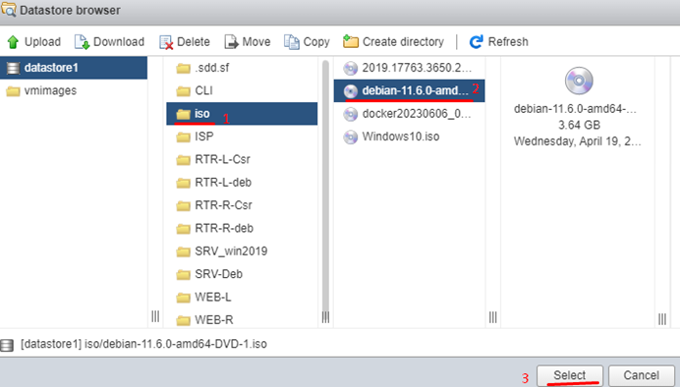 Datastore browser
Upload Download Delete Move Copy Create directory Refresh
datastore1
vmimages
.sdd.sf
CLI
iso 1
ISP
RTR-L-Csr
RTR-L-deb
RTR-R-Csr
RTR-R-deb
SRV_win2019
SRV-Deb
WEB-L
WEB-R
2019.17763.3650.2...
debian-11.6.0-amd... 2
docker20230606_0...
Windows10.iso
debian-11.6.0-amd64-...
3.64 GB
Wednesday, April 19, 2...
[datastore1] iso/debian-11.6.0-amd64-DVD-1.iso
3 Select Cancel